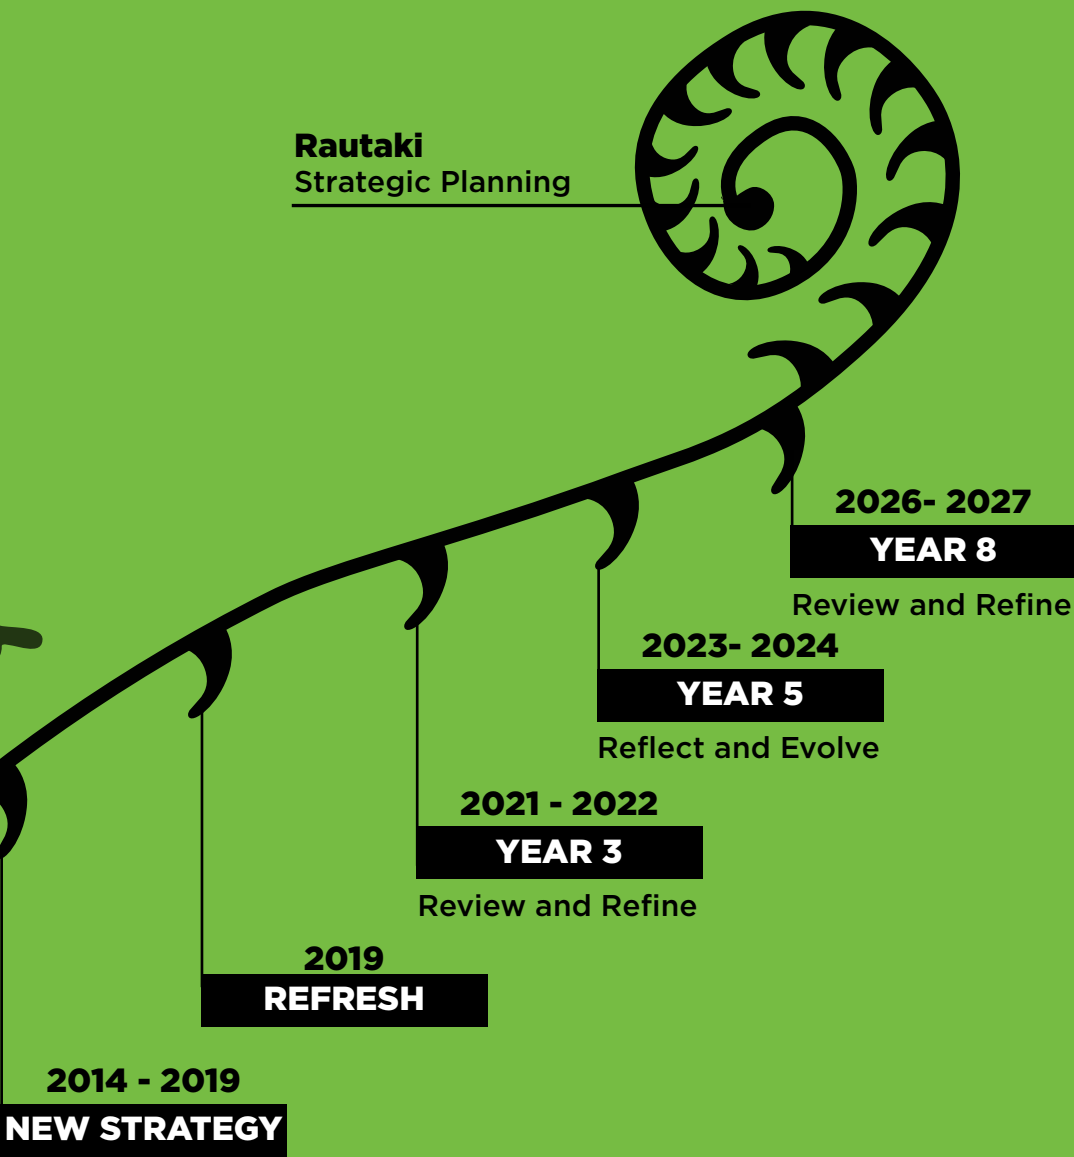 Rautaki
Strategic Planning
2026- 2027
YEAR 8
Review and Refine
2023- 2024
YEAR 5
Reflect and Evolve
2021 - 2022
YEAR 3
Review and Refine
2019
REFRESH
2014 - 2019
NEW STRATEGY